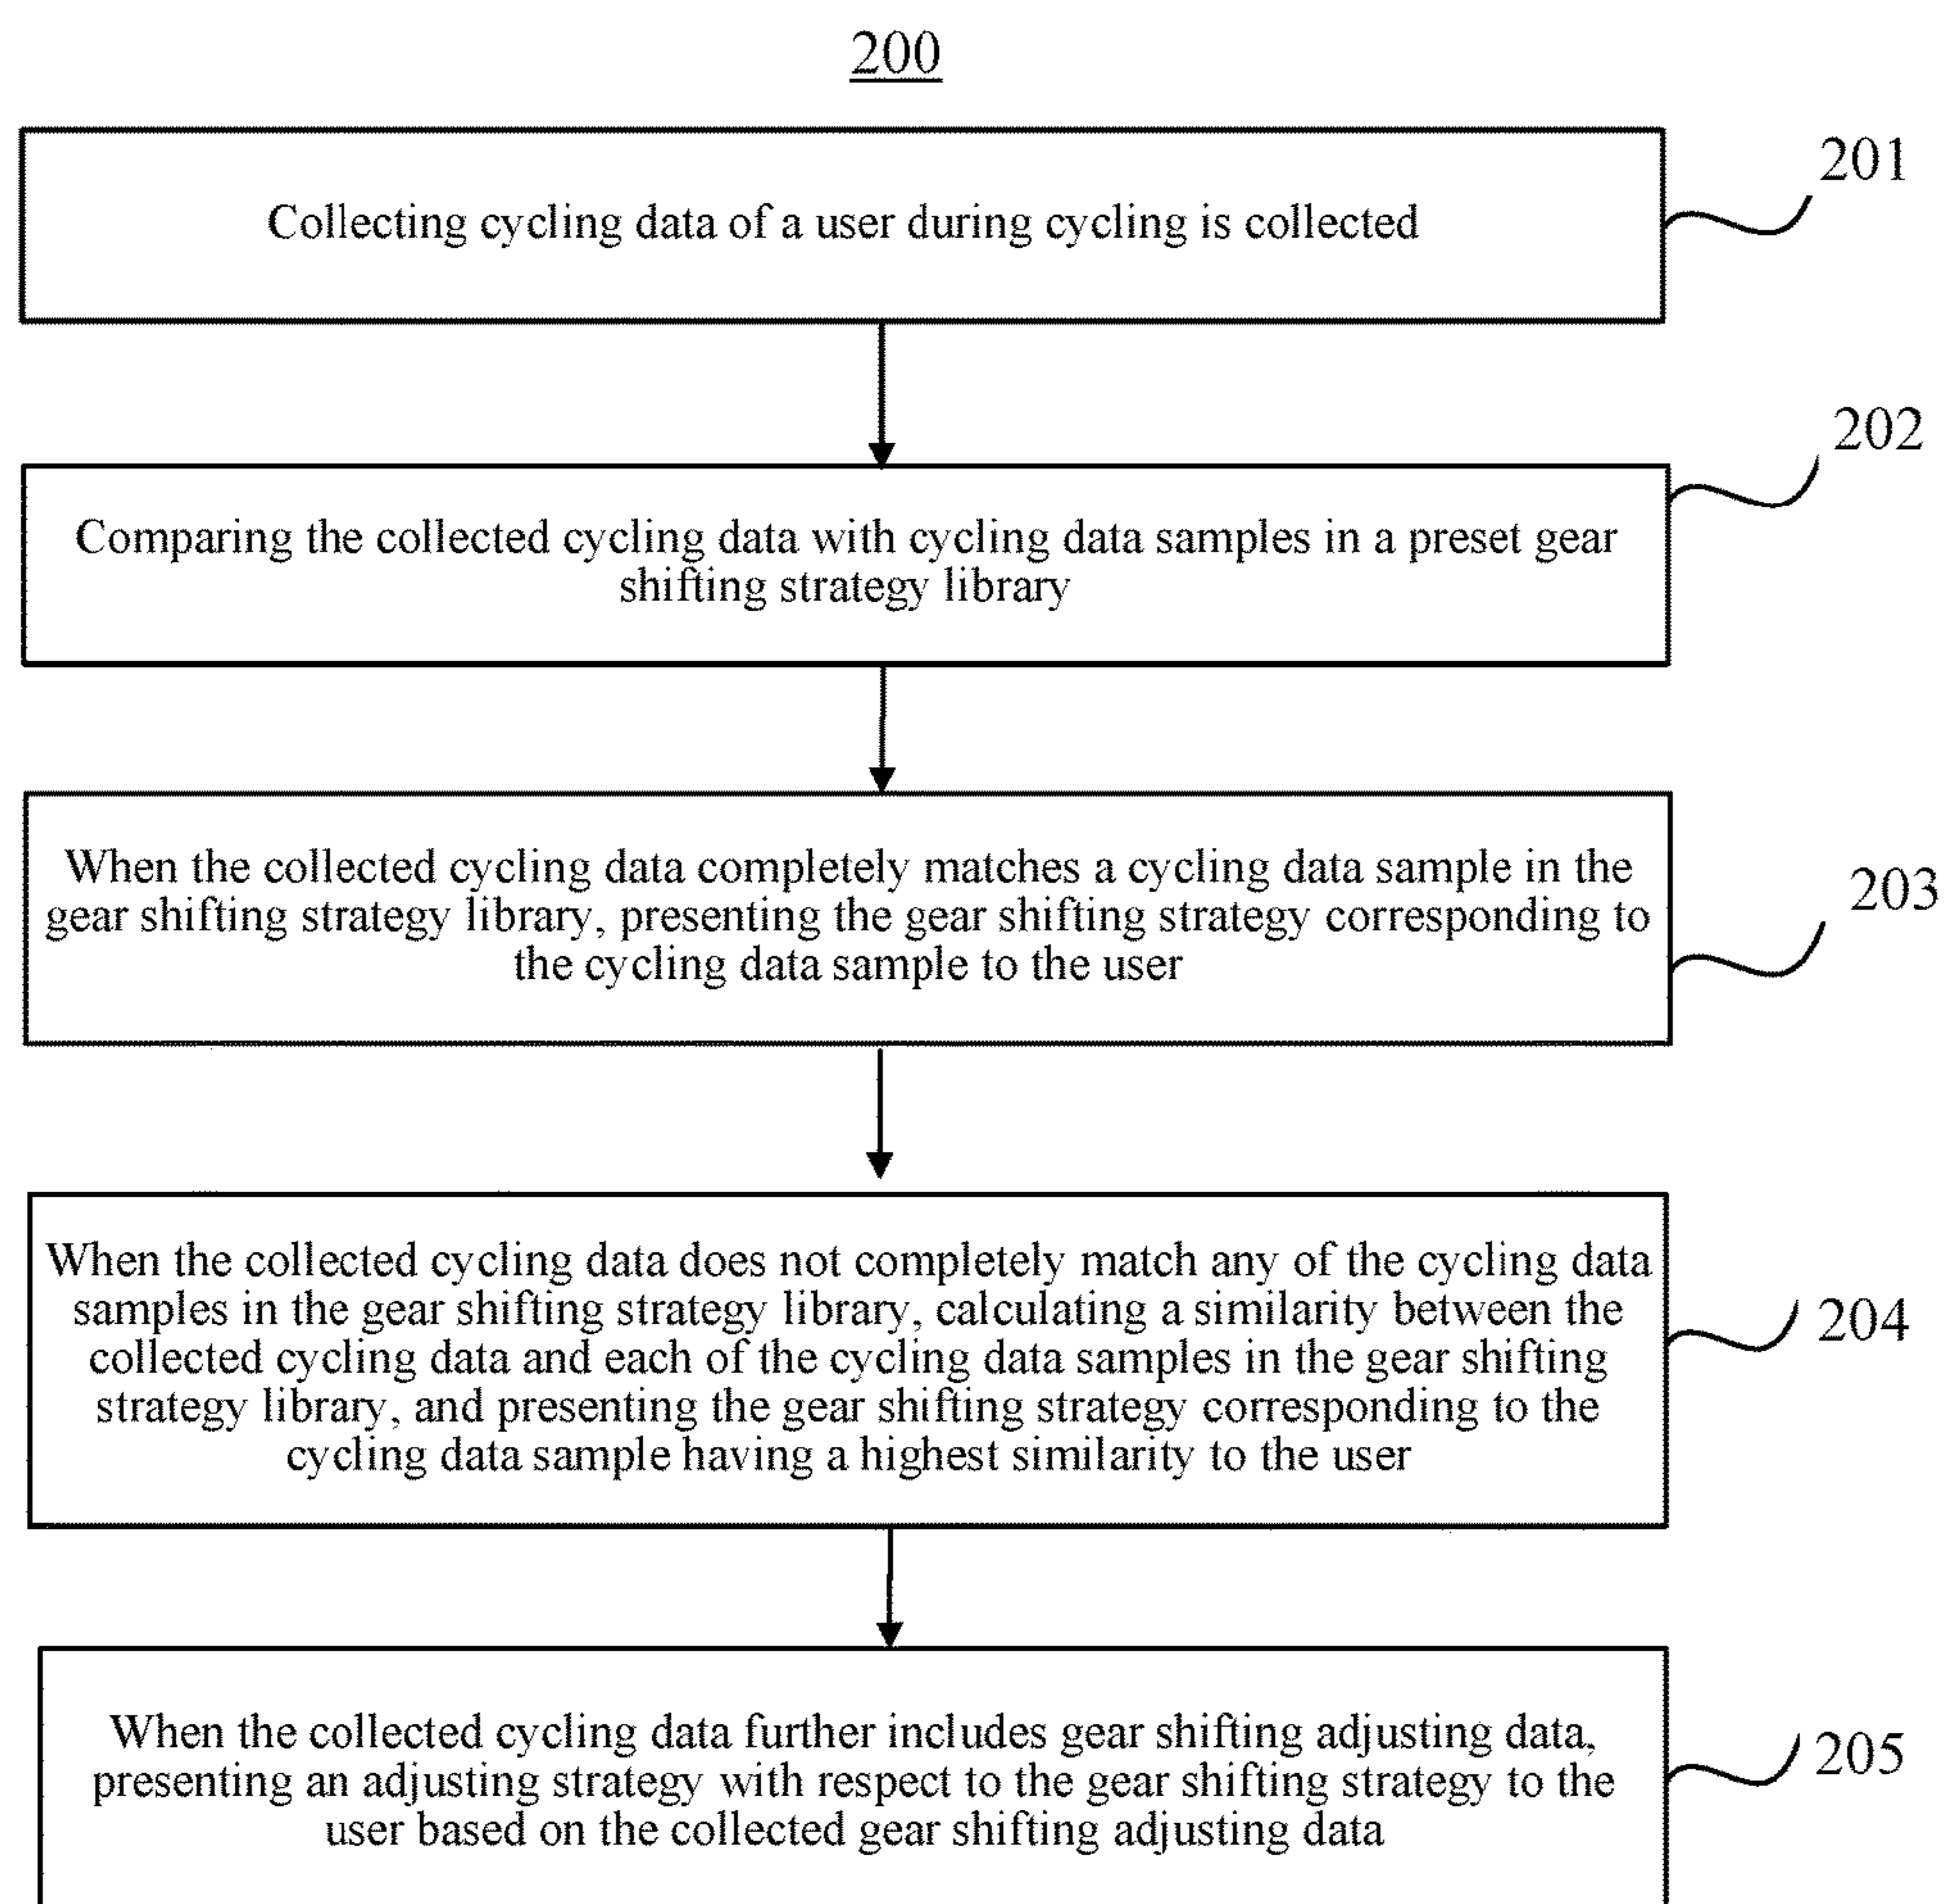 200
Collecting cycling data of a user during cycling is collected
201
Comparing the collected cycling data with cycling data samples in a preset gear
shifting strategy library
202
When the collected cycling data completely matches a cycling data sample in the
gear shifting strategy library, presenting the gear shifting strategy corresponding to
the cycling data sample to the user
203
When the collected cycling data does not completely match any of the cycling data
samples in the gear shifting strategy library, calculating a similarity between the
collected cycling data and each of the cycling data samples in the gear shifting
strategy library, and presenting the gear shifting strategy corresponding to the
cycling data sample having a highest similarity to the user
204
When the collected cycling data further includes gear shifting adjusting data,
presenting an adjusting strategy with respect to the gear shifting strategy to the
user based on the collected gear shifting adjusting data
205